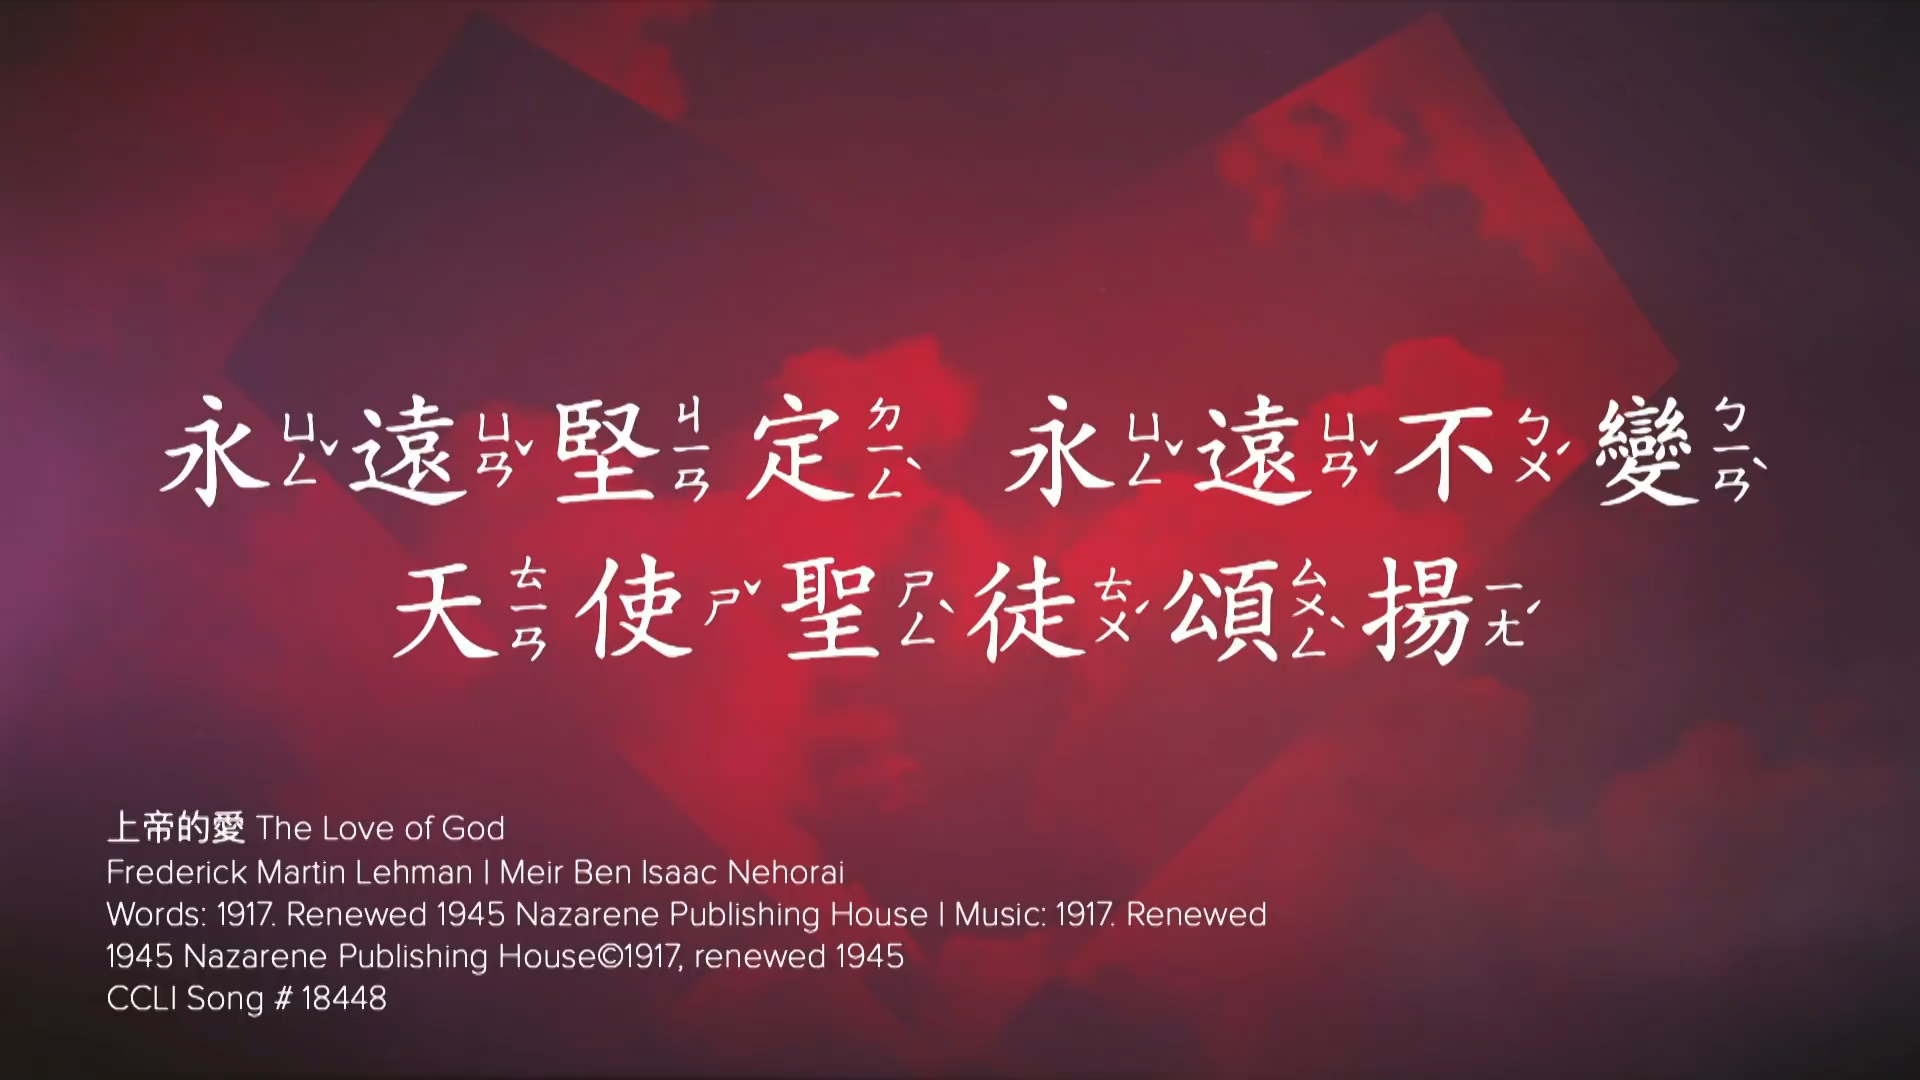 永ㄩㄥˇ遠ㄩㄢˇ堅ㄐㄧㄢ定ㄉㄧㄥˋ 永ㄩㄥˇ遠ㄩㄢˇ不ㄅㄨˊ變ㄅㄧㄢˋ
天ㄊㄧㄢ使ㄕˇ聖ㄕㄥˋ徒ㄊㄨˊ頌ㄙㄨㄥˋ揚ㄧㄤˊ
上帝的愛 The Love of God
Frederick Martin Lehman | Meir Ben Isaac Nehorai
Words: 1917. Renewed 1945 Nazarene Publishing House | Music: 1917. Renewed
1945 Nazarene Publishing House©1917, renewed 1945
CCLI Song # 18448